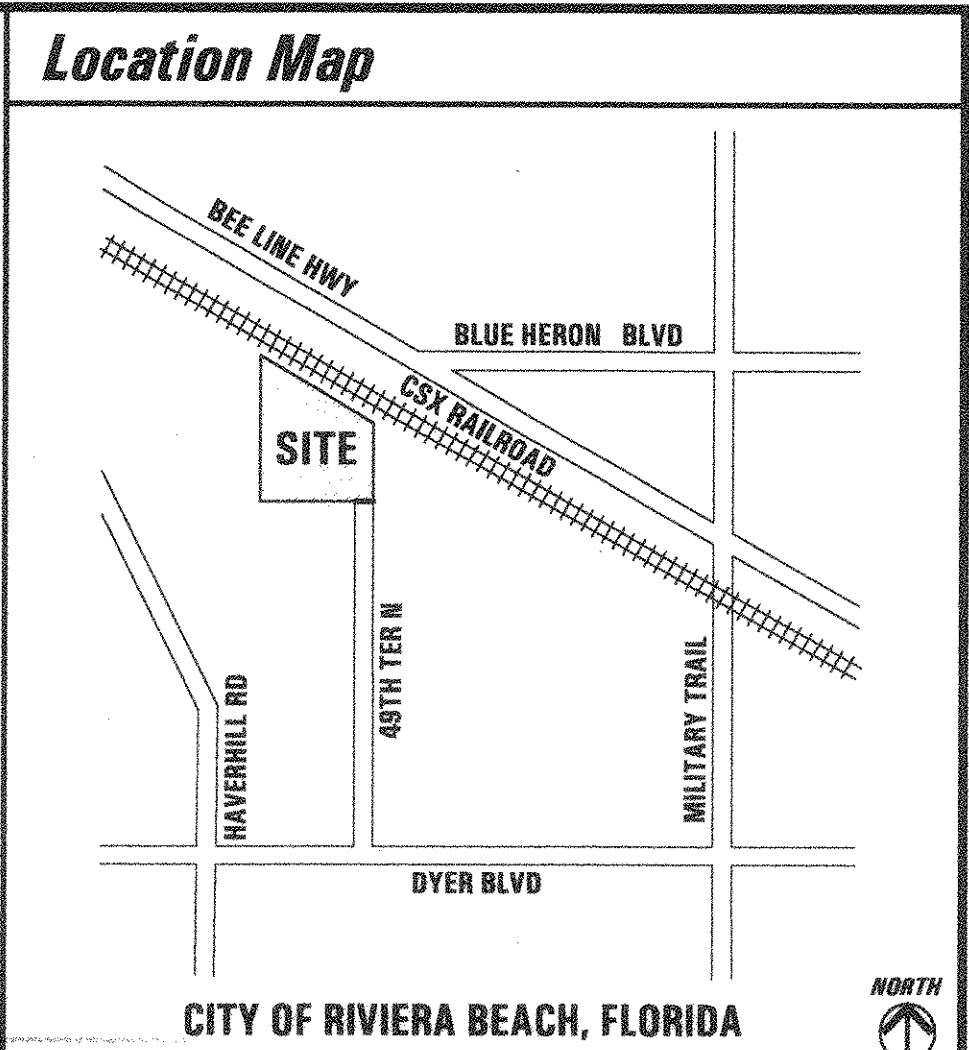 Location Map
BEE LINE HWY
BLUE HERON BLVD
CSX RAILROAD
SITE
49TH TER N
HAVERHILL RD
MILITARY TRAIL
DYER BLVD
NORTH
CITY OF RIVIERA BEACH, FLORIDA